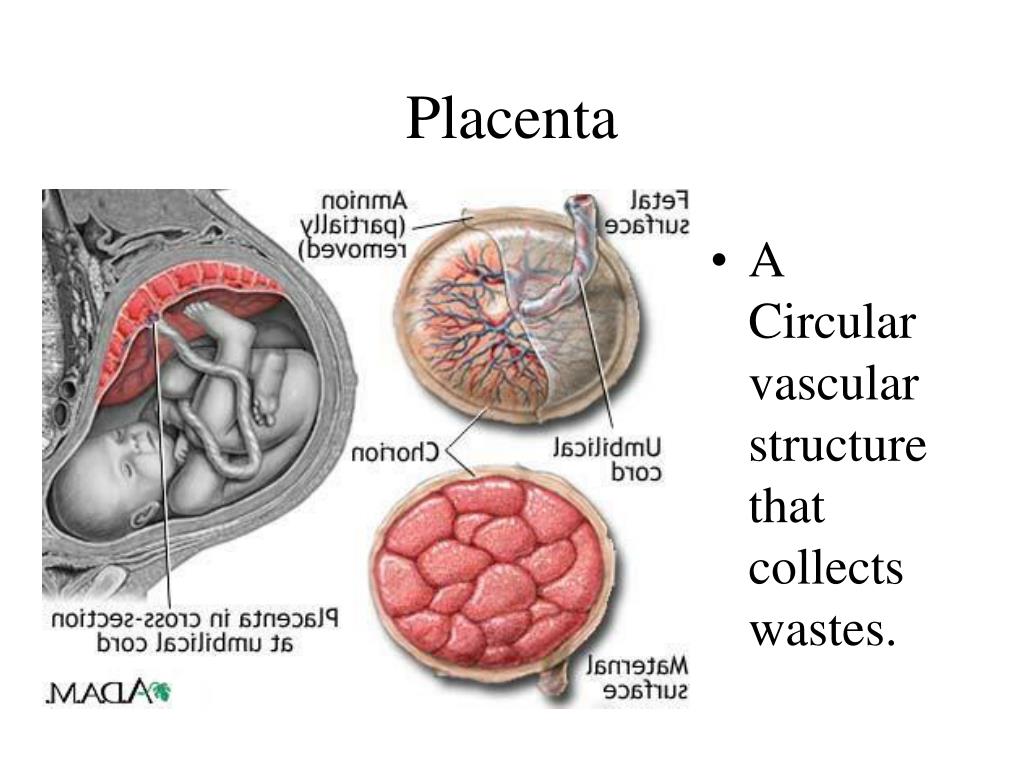 Placenta
Amnion
(partially
removed)
Fetal
surface
Chorion
Umbilical
cord
Placenta in cross-section
at umbilical cord
Maternal
surface
A.D.A.M.
• A
Circular
vascular
structure
that
collects
wastes.